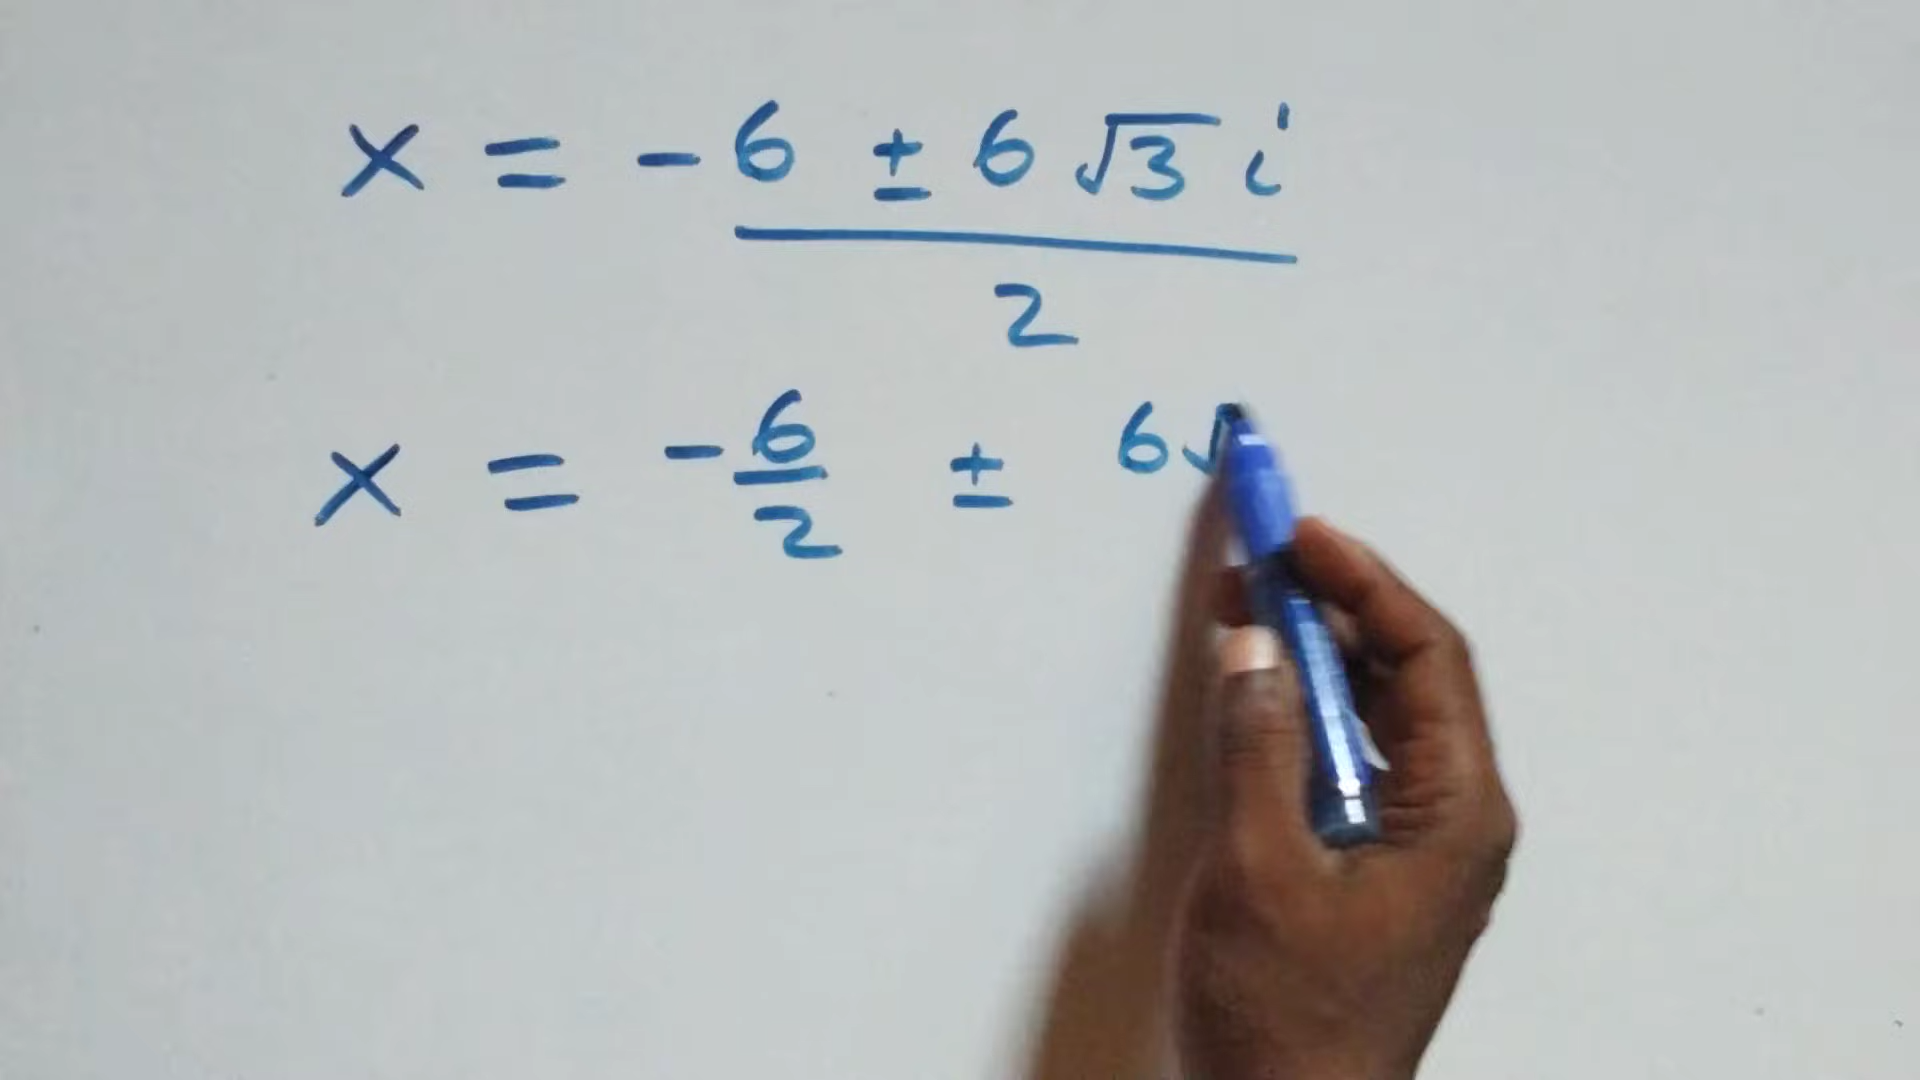 x = -6 ± 6√3 i
2
x = -6/2 ± 6√